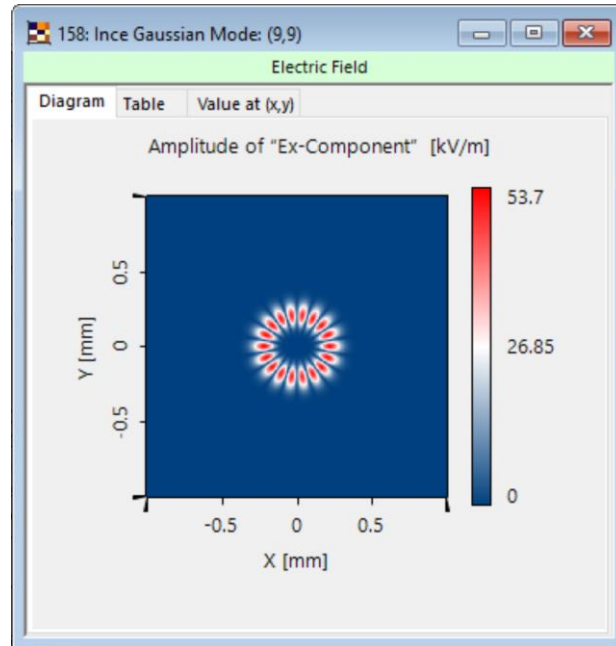 158: Ince Gaussian Mode: (9,9)
Electric Field
Diagram Table Value at (x,y)
Amplitude of "Ex-Component" [kV/m]
53.7
26.85
0
Y [mm]
0.5
0
-0.5
-0.5 0 0.5
X [mm]